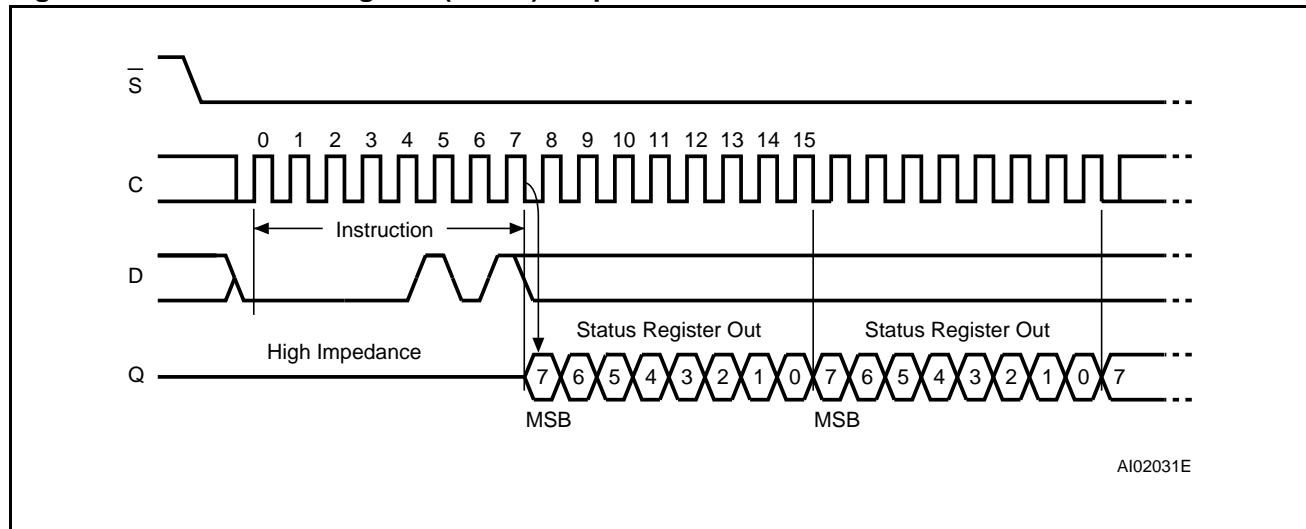 S
0 1 2 3 4 5 6 7 8 9 10 11 12 13 14 15
C
Instruction
D
Status Register Out Status Register Out
High Impedance
Q 7 6 5 4 3 2 1 0 7 6 5 4 3 2 1 0 7
MSB MSB
AI02031E